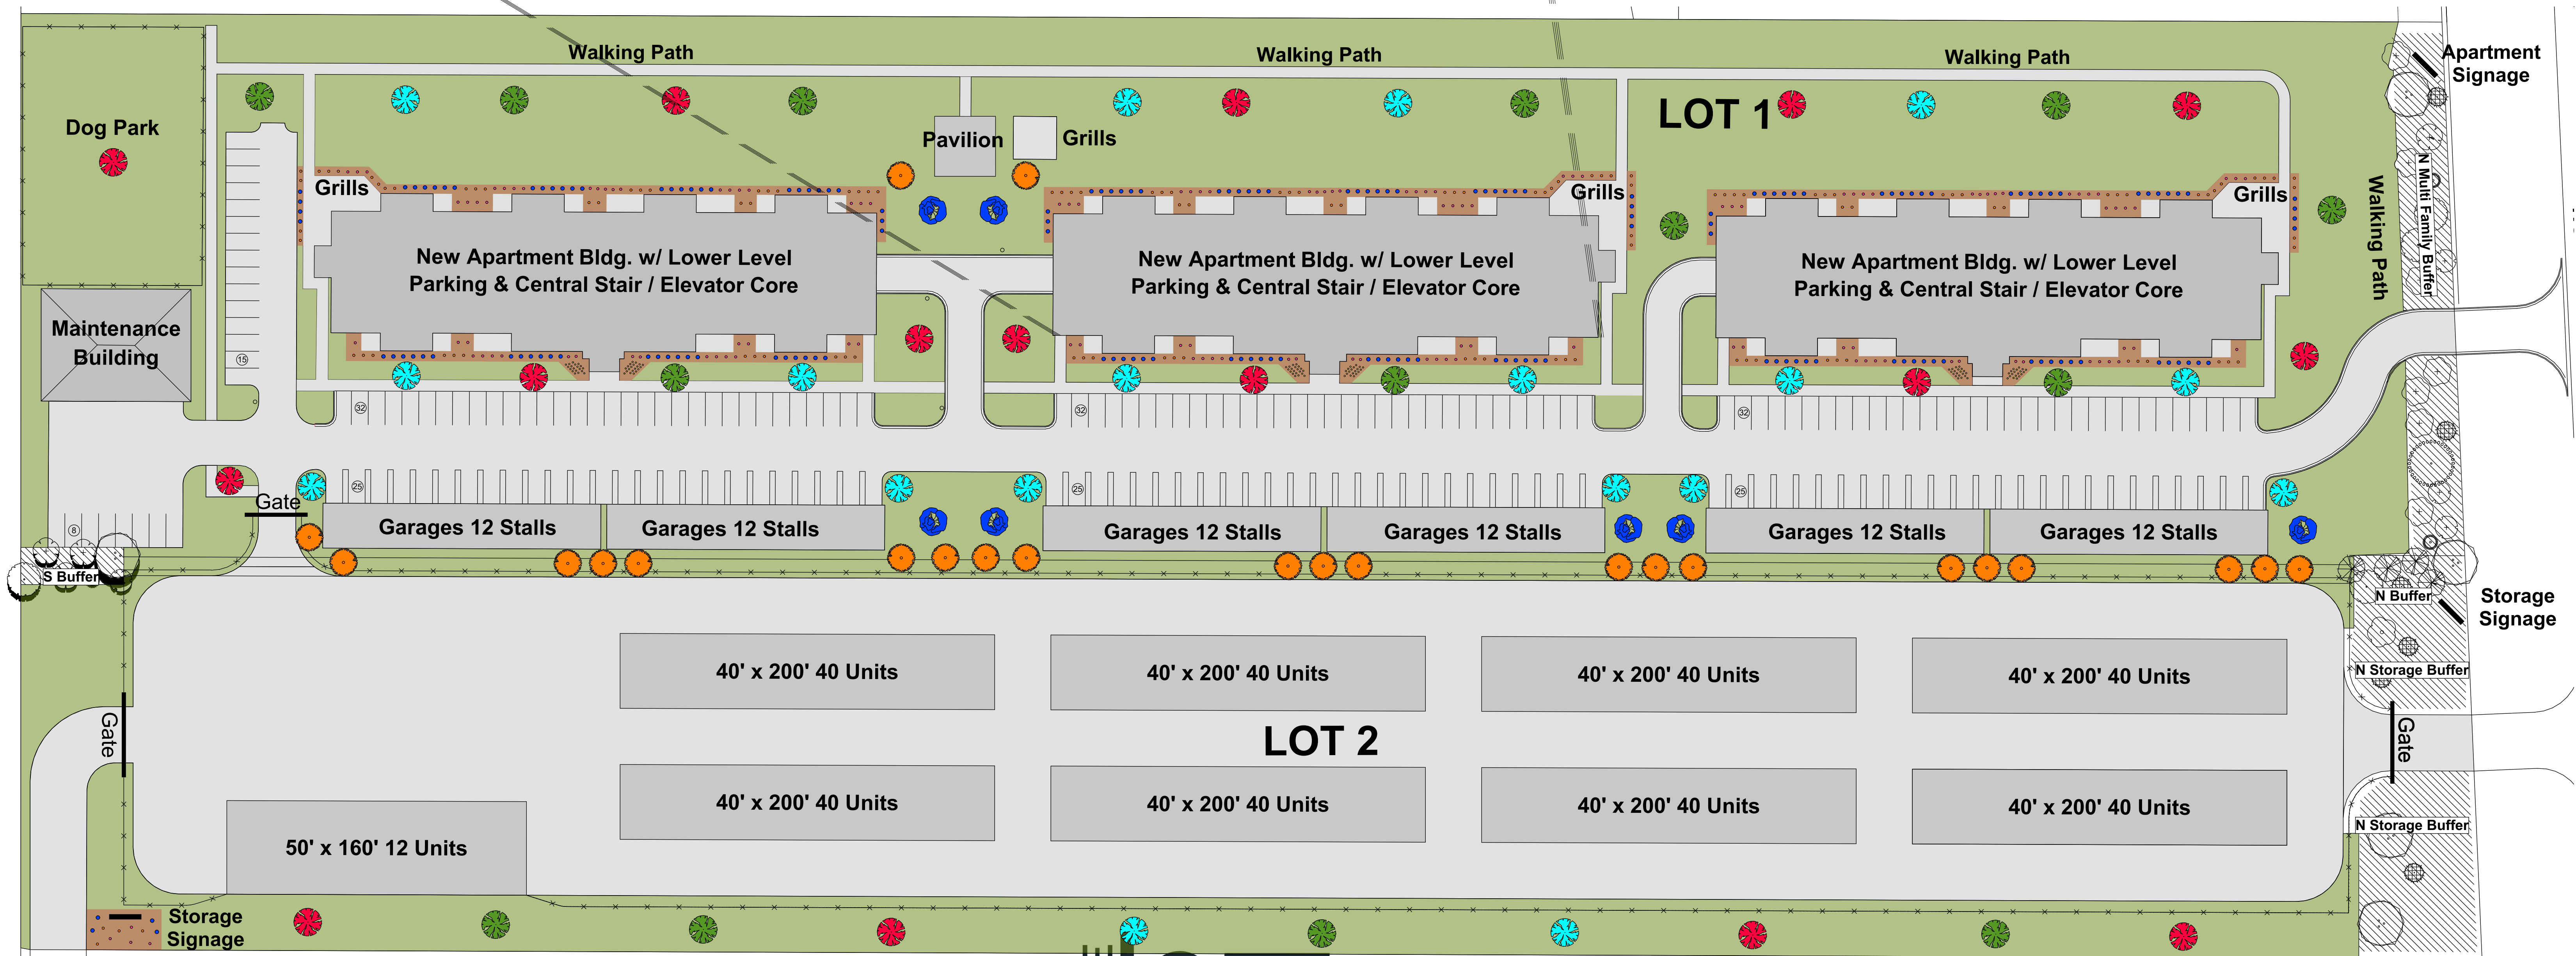 Walking Path
Walking Path
Walking Path
Apartment
Signage
LOT 1
Dog Park
Pavilion
Grills
Grills
Grills
Grills
N Multi Family Buffer
Walking Path
New Apartment Bldg. w/ Lower Level
Parking & Central Stair / Elevator Core
New Apartment Bldg. w/ Lower Level
Parking & Central Stair / Elevator Core
New Apartment Bldg. w/ Lower Level
Parking & Central Stair / Elevator Core
Maintenance
Building
15
32
32
32
25
25
25
Gate
8
Garages 12 Stalls
Garages 12 Stalls
Garages 12 Stalls
Garages 12 Stalls
Garages 12 Stalls
Garages 12 Stalls
S Buffer
N Buffer
Storage
Signage
40' x 200' 40 Units
40' x 200' 40 Units
40' x 200' 40 Units
40' x 200' 40 Units
N Storage Buffer
Gate
LOT 2
Gate
40' x 200' 40 Units
40' x 200' 40 Units
40' x 200' 40 Units
40' x 200' 40 Units
N Storage Buffer
50' x 160' 12 Units
Storage
Signage